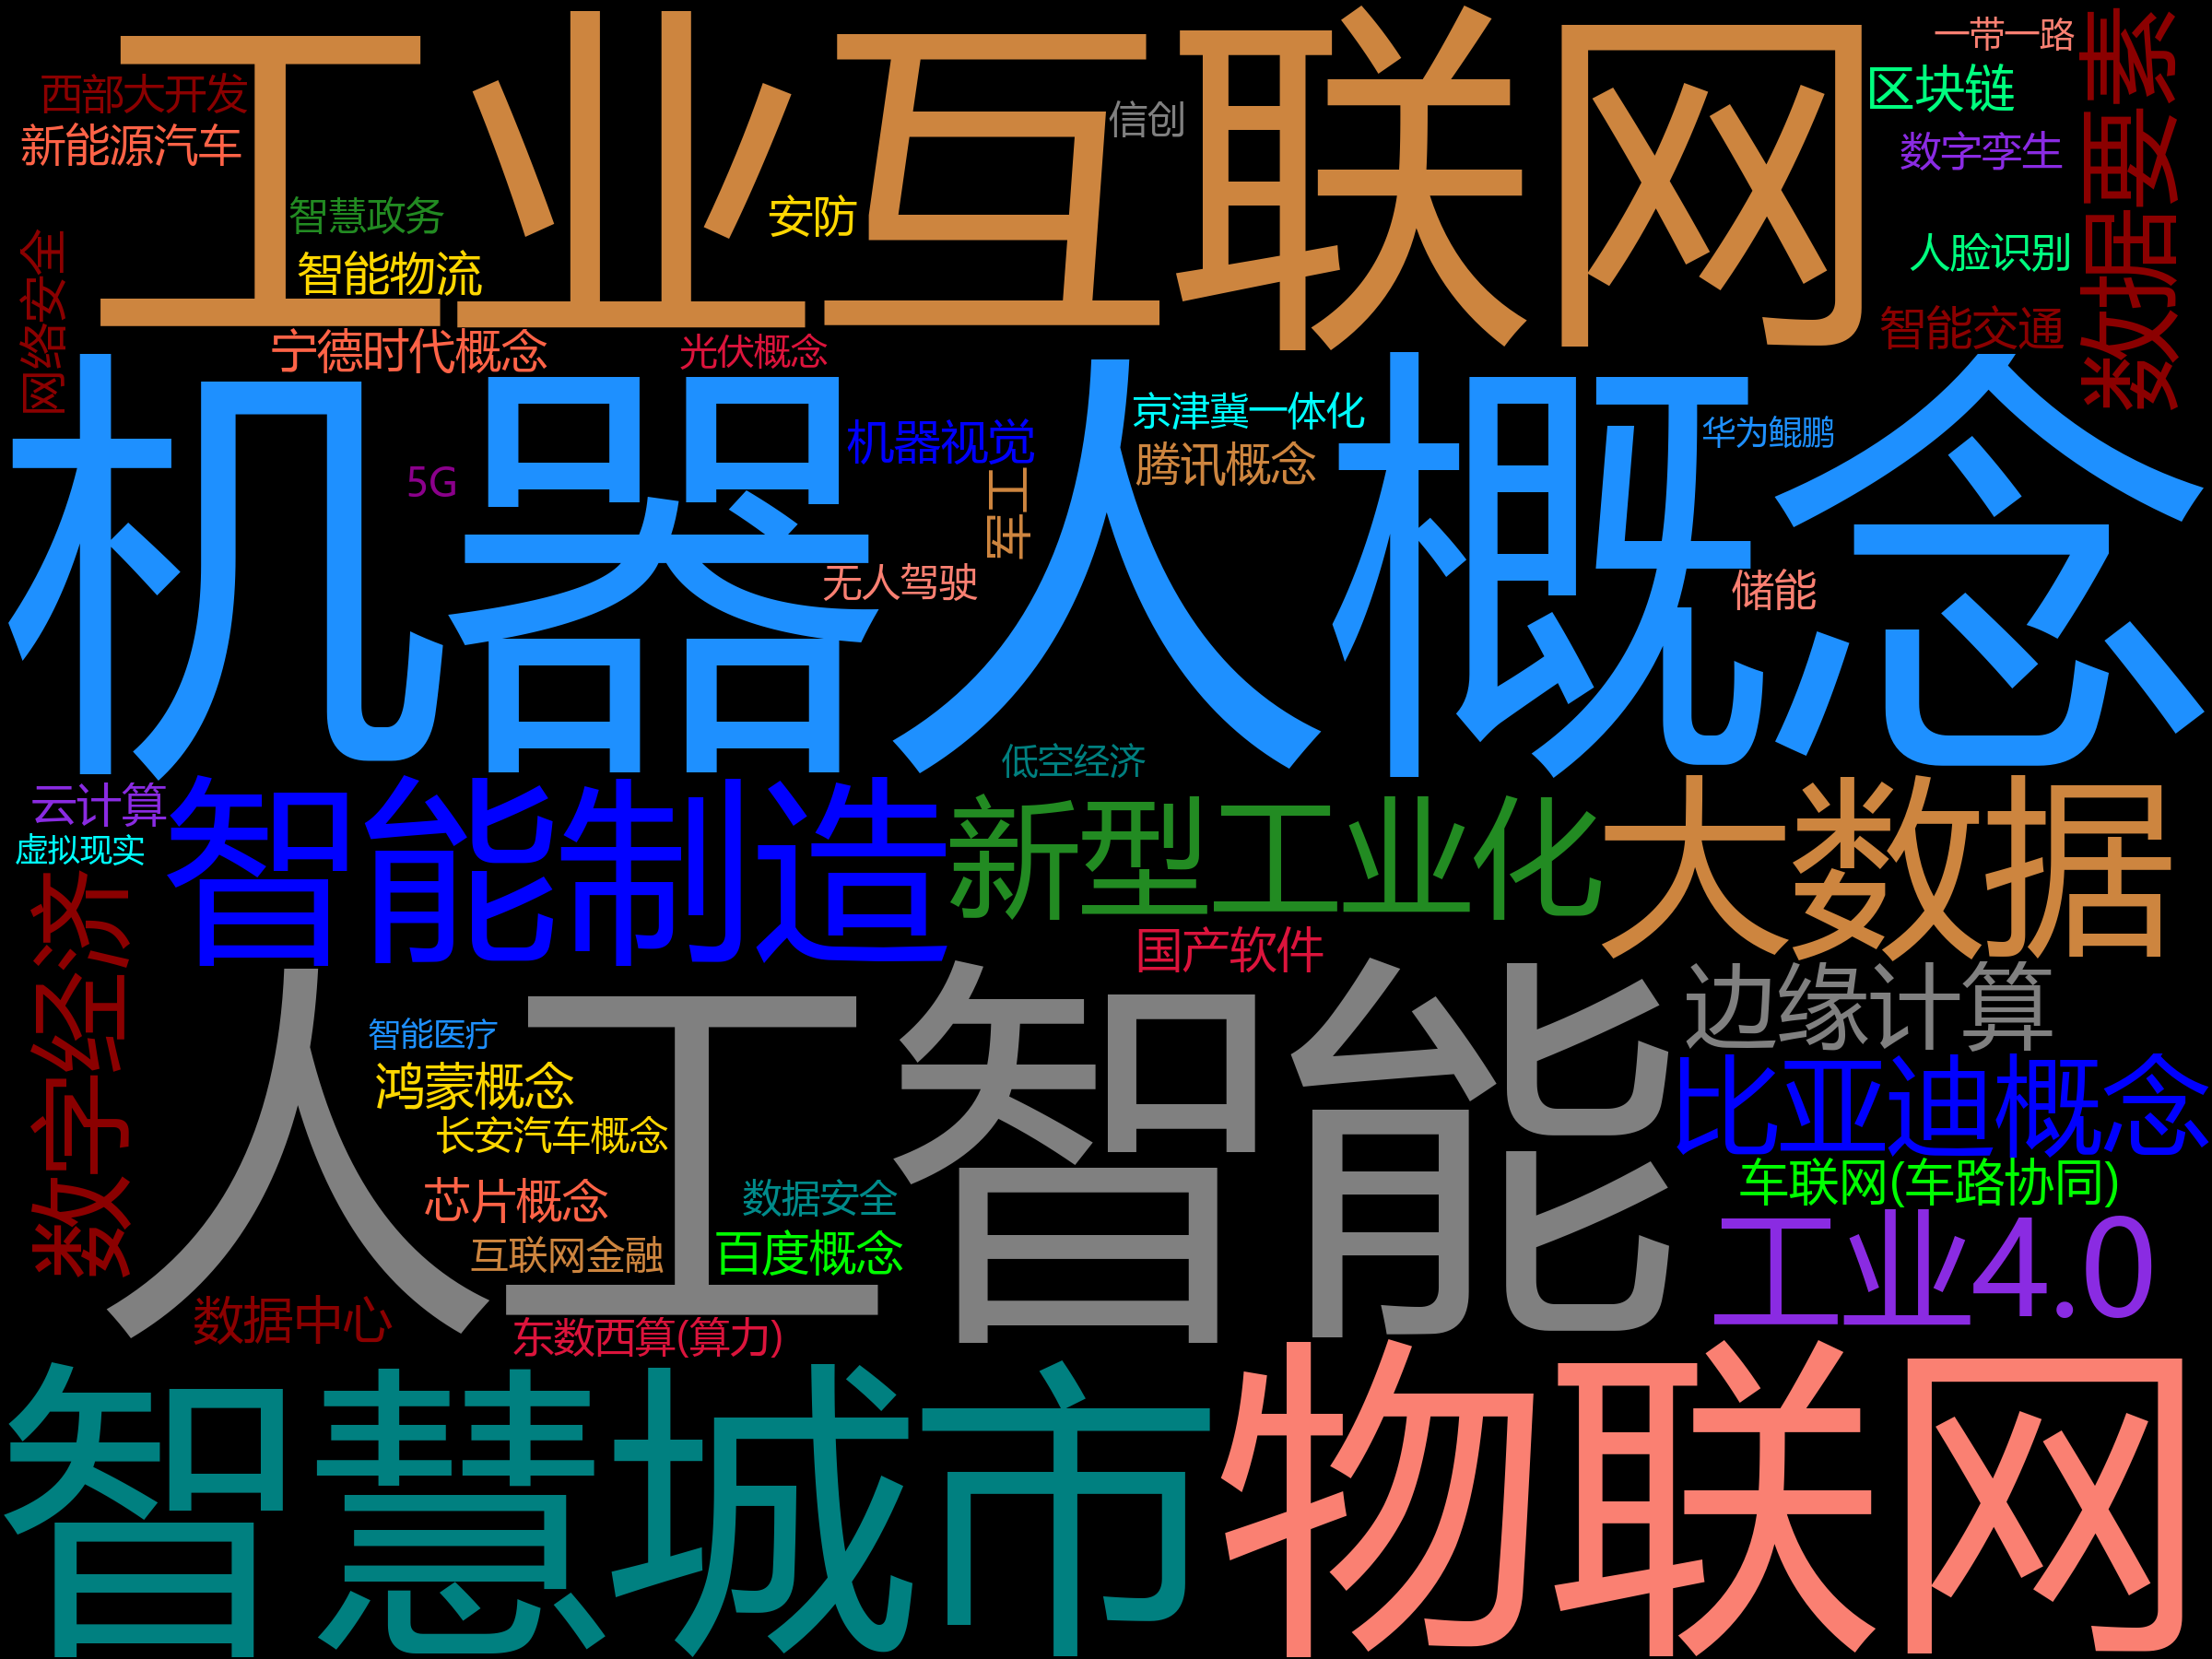 工业互联网
一带一路
区块链
数据要素
西部大开发
新能源汽车
信创
数字孪生
智慧政务
安防
人脸识别
智能物流
网络安全
智能交通
宁德时代概念
光伏概念
机器人概念
京津冀一体化
华为鲲鹏
机器视觉
腾讯概念
5G
军工
无人驾驶
储能
低空经济
云计算
智能制造
新型工业化
大数据
虚拟现实
数字经济
国产软件
人工智能
边缘计算
智能医疗
鸿蒙概念
比亚迪概念
长安汽车概念
车联网(车路协同)
芯片概念
数据安全
工业4.0
互联网金融
百度概念
数据中心
东数西算(算力)
智慧城市
物联网